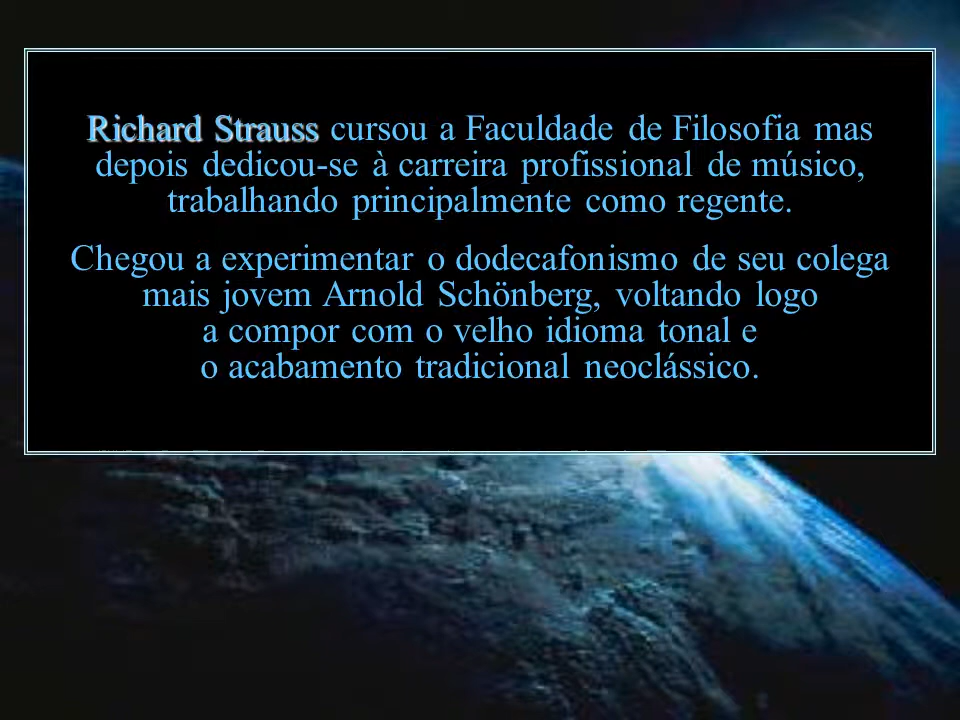 Richard Strauss cursou a Faculdade de Filosofia mas
depois dedicou-se à carreira profissional de músico,
trabalhando principalmente como regente.
Chegou a experimentar o dodecafonismo de seu colega
mais jovem Arnold Schönberg, voltando logo
a compor com o velho idioma tonal e
o acabamento tradicional neoclássico.